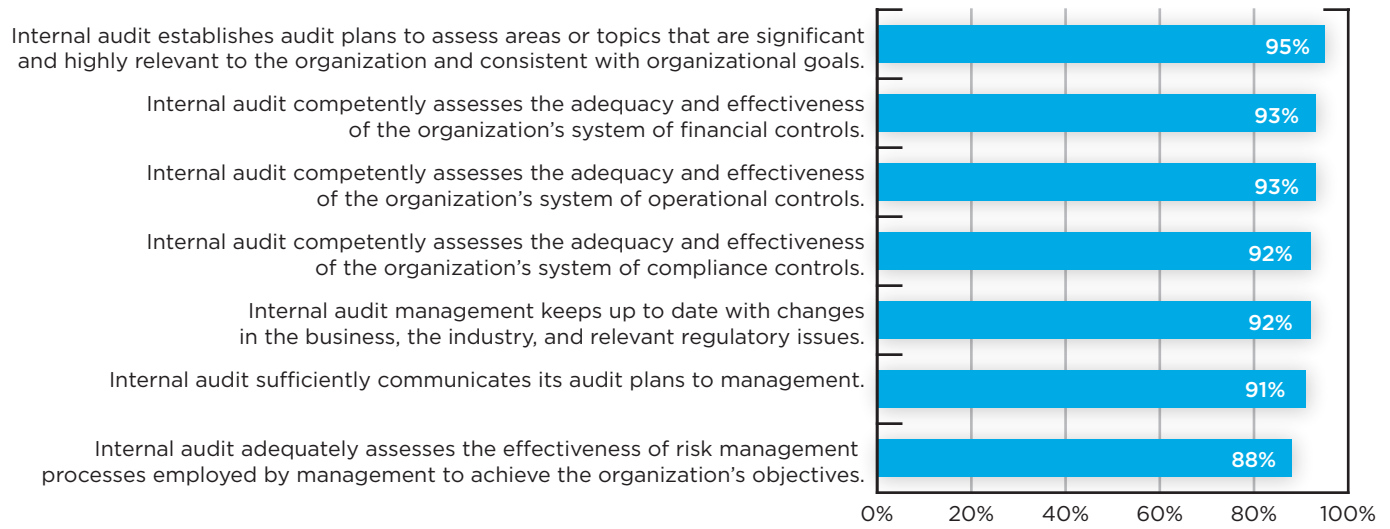 Internal audit establishes audit plans to assess areas or topics that are significant
and highly relevant to the organization and consistent with organizational goals.
95%
Internal audit competently assesses the adequacy and effectiveness
of the organization’s system of financial controls.
93%
Internal audit competently assesses the adequacy and effectiveness
of the organization’s system of operational controls.
93%
Internal audit competently assesses the adequacy and effectiveness
of the organization’s system of compliance controls.
92%
Internal audit management keeps up to date with changes
in the business, the industry, and relevant regulatory issues.
92%
Internal audit sufficiently communicates its audit plans to management.
91%
Internal audit adequately assesses the effectiveness of risk management
processes employed by management to achieve the organization’s objectives.
88%
0% 20% 40% 60% 80% 100%